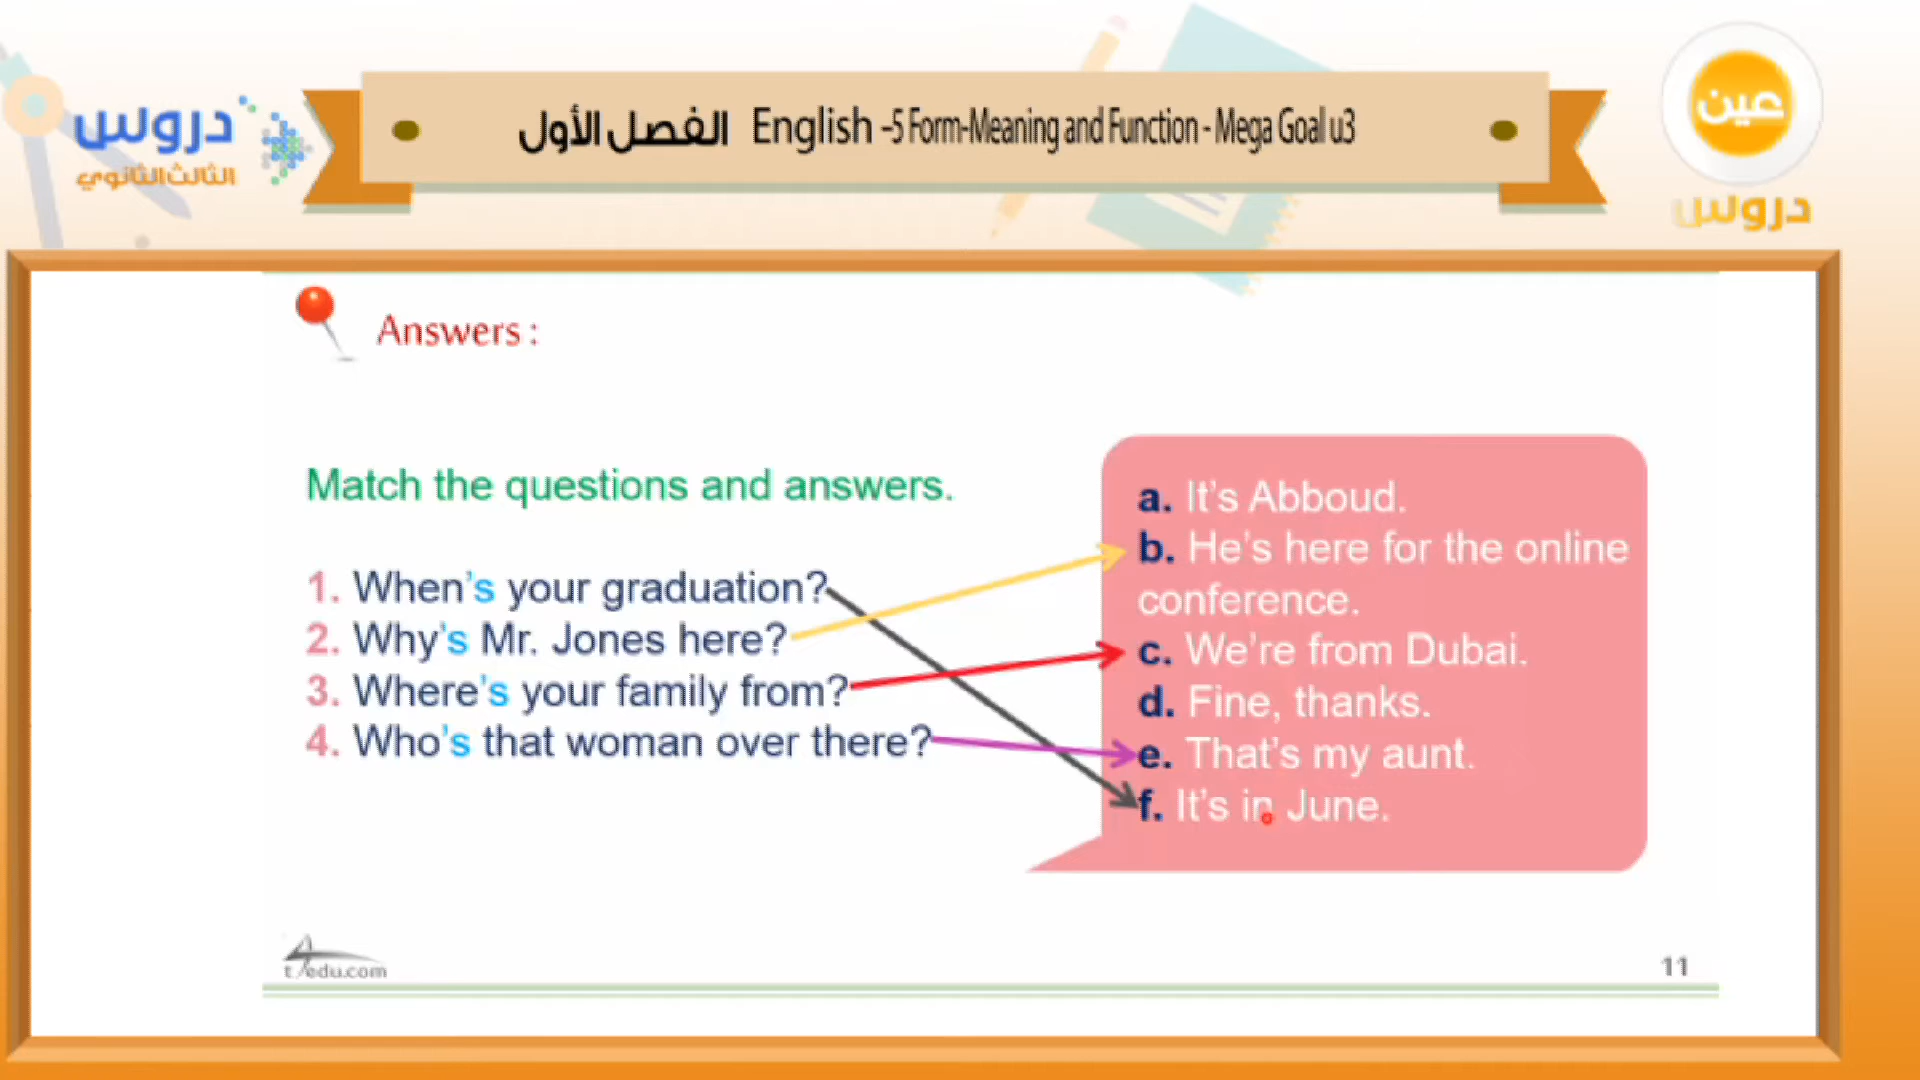 دروس
الثالث الثانوي
الفصل الأول English -5 Form-Meaning and Function - Mega Goal u3
عين
دروس
Answers :
Match the questions and answers.
1. When's your graduation?
2. Why's Mr. Jones here?
3. Where's your family from?
4. Who's that woman over there?
a. It's Abboud.
b. He's here for the online
conference.
c. We're from Dubai.
d. Fine, thanks.
e. That's my aunt.
f. It's in June.
t4edu.com
11